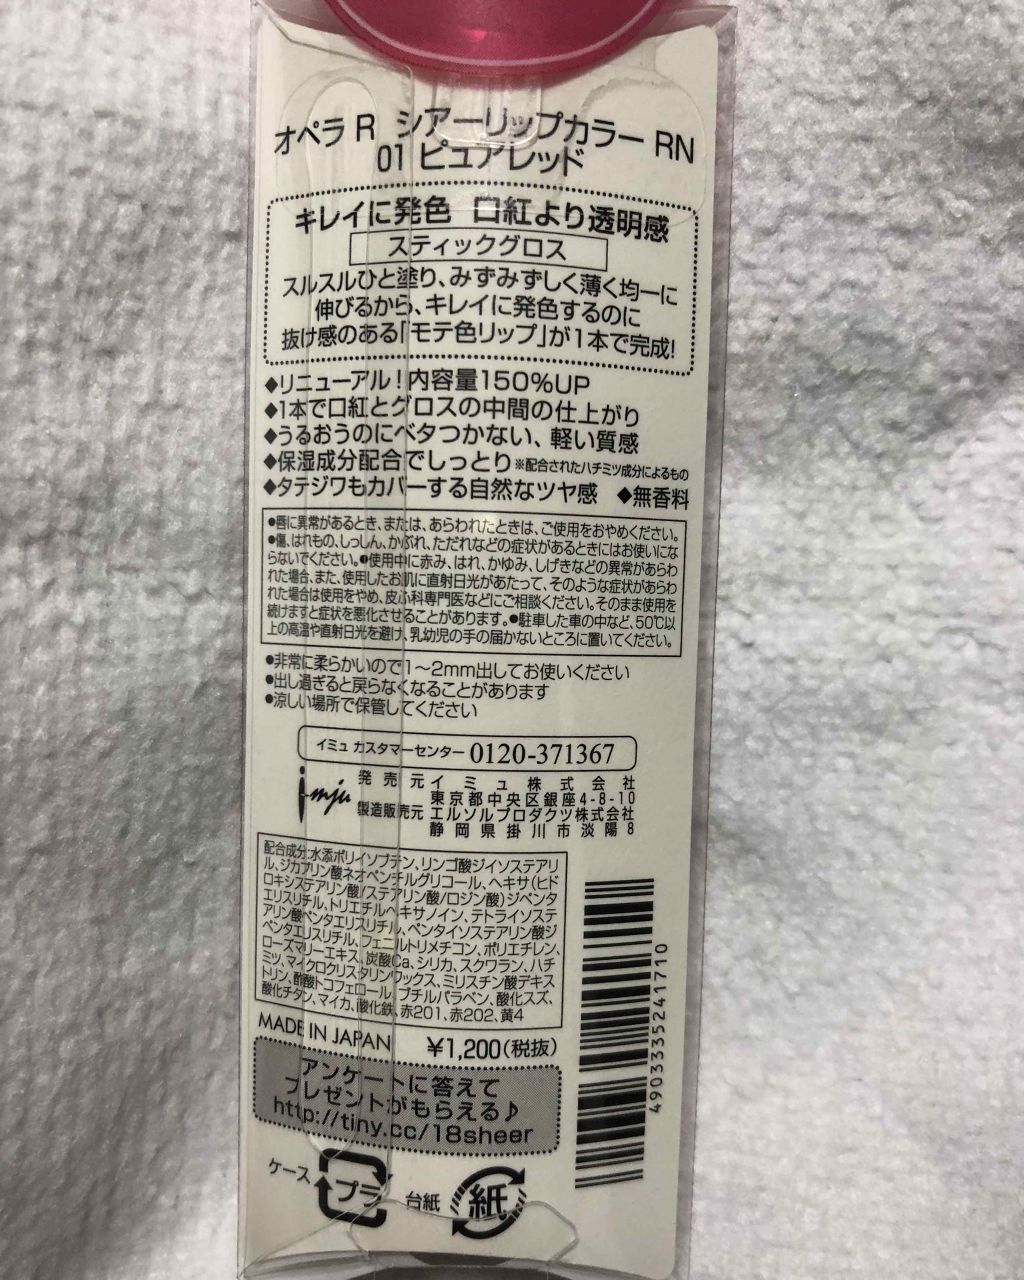 オペラ R シアーリップカラー RN
01 ピュアレッド
キレイに発色 口紅より透明感
スティックグロス
スルスルひと塗り、みずみずしく薄く均一に
伸びるから、キレイに発色するのに
抜け感のある「モテ色リップ」が1本で完成!
◆リニューアル!内容量150%UP
◆1本で口紅とグロスの中間の仕上がり
◆うるおうのにベタつかない、軽い質感
◆保湿成分配合でしっとり※配合されたハチミツ成分によるもの
◆タテジワもカバーする自然なツヤ感 ◆無香料
●唇に異常があるとき、または、あらわれたときは、ご使用をおやめください。
●傷、はれもの、しっしん、かぶれ、ただれなどの症状があるときにはお使いにな
らないでください。●使用中に赤み、はれ、かゆみ、しげきなどの異常があらわ
れた場合、また、使用したお肌に直射日光があたって、そのような症状があらわ
れた場合は使用をやめ、皮ふ科専門医などにご相談ください。そのまま使用を
続けますと症状を悪化させることがあります。●駐車した車の中など、50℃以
上の高温や直射日光を避け、乳幼児の手の届かないところに置いてください。
●非常に柔らかいので1～2mm出してお使いください
●出し過ぎると戻らなくなることがあります
●涼しい場所で保管してください
イミュ カスタマーセンター 0120-371367
imju
発売元 イミュ株式会社
東京都中央区銀座4-8-10
製造販売元 エルソルプロダクツ株式会社
静岡県掛川市淡陽8
配合成分:水添ポリイソブテン、リンゴ酸ジイソステアリ
ル、ジカプリン酸ネオペンチルグリコール、ヘキサ(ヒド
ロキシステアリン酸/ステアリン酸/ロジン酸)ジペンタ
エリスリチル、トリエチルヘキサノイン、テトライソステ
アリン酸ペンタエリスリチル、ペンタイソステアリン酸ジ
ペンタエリスリチル、フェニルトリメチコン、ポリエチレン、
ローズマリーエキス、炭酸Ca、シリカ、スクワラン、ハチ
ミツ、マイクロクリスタリンワックス、ミリスチン酸デキス
トリン、酢酸トコフェロール、ブチルパラベン、酸化スズ、
酸化チタン、マイカ、酸化鉄、赤201、赤202、黄4
MADE IN JAPAN ¥1,200(税抜)
アンケートに答えて
プレゼントがもらえる♪
http://tiny.cc/18sheer
4903335241710
ケース プラ 台紙 紙